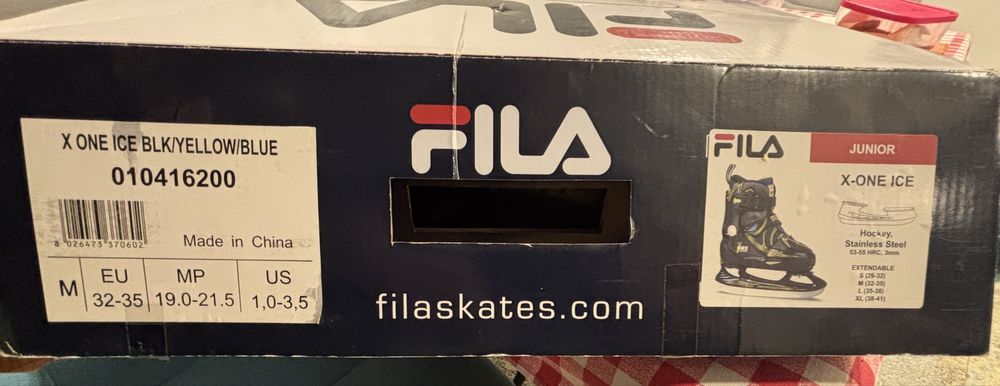 FILA
X ONE ICE BLK/YELLOW/BLUE
010416200
8 026473 370602
Made in China
M
EU
32-35
MP
19.0-21.5
US
1,0-3,5
FILA
filaskates.com
FILA
JUNIOR
X-ONE ICE
Hockey,
Stainless Steel
53-55 HRC, 3mm
EXTENDABLE
S (29-32)
M (32-35)
L (35-38)
XL (38-41)